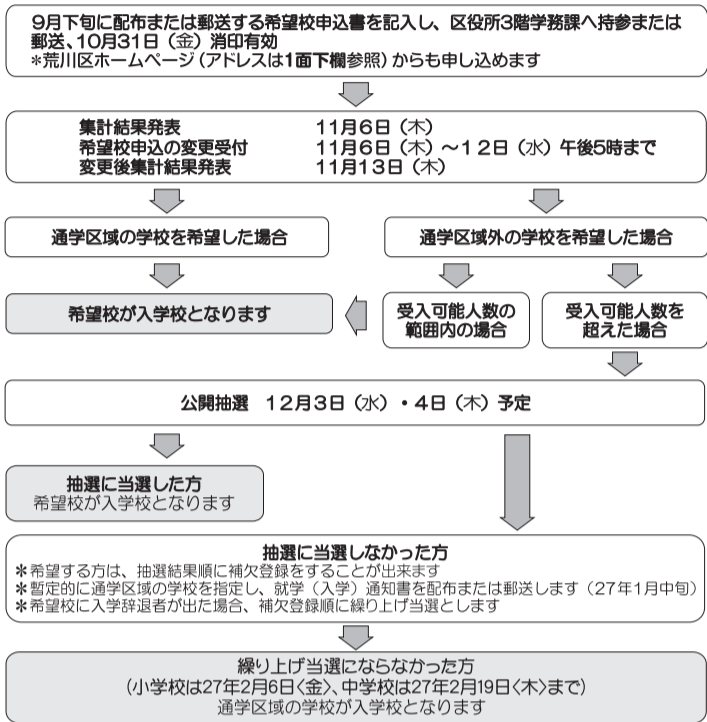 9月下旬に配布または郵送する希望校申込書を記入し、区役所3階学務課へ持参または
郵送、10月31日（金）消印有効
*荒川区ホームページ（アドレスは1面下欄参照）からも申し込めます
集計結果発表　11月6日（木）
希望校申込の変更受付　11月6日（木）～12日（水）午後5時まで
変更後集計結果発表　11月13日（木）
通学区域の学校を希望した場合
通学区域外の学校を希望した場合
希望校が入学校となります
受入可能人数の
範囲内の場合
受入可能人数を
超えた場合
公開抽選　12月3日（水）・4日（木）予定
抽選に当選した方
希望校が入学校となります
抽選に当選しなかった方
*希望する方は、抽選結果順に補欠登録をすることが出来ます
*暫定的に通学区域の学校を指定し、就学（入学）通知書を配布または郵送します（27年1月中旬）
*希望校に入学辞退者が出た場合、補欠登録順に繰り上げ当選とします
繰り上げ当選にならなかった方
(小学校は27年2月6日〈金〉、中学校は27年2月19日〈木〉まで)
通学区域の学校が入学校となります